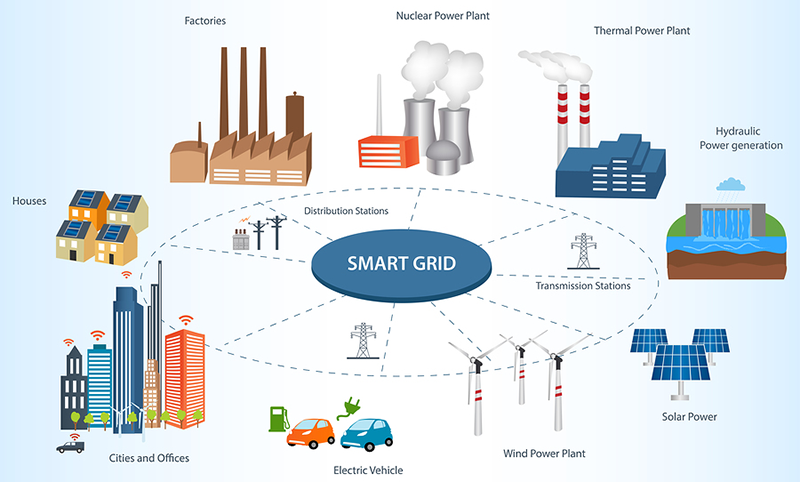 Factories
Nuclear Power Plant
Thermal Power Plant
Hydraulic
Power generation
Houses
Distribution Stations
SMART GRID
Transmission Stations
Solar Power
Wind Power Plant
Cities and Offices
Electric Vehicle